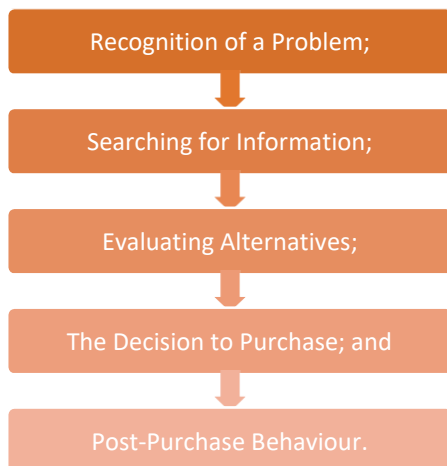 Recognition of a Problem;
Searching for Information;
Evaluating Alternatives;
The Decision to Purchase; and
Post-Purchase Behaviour.